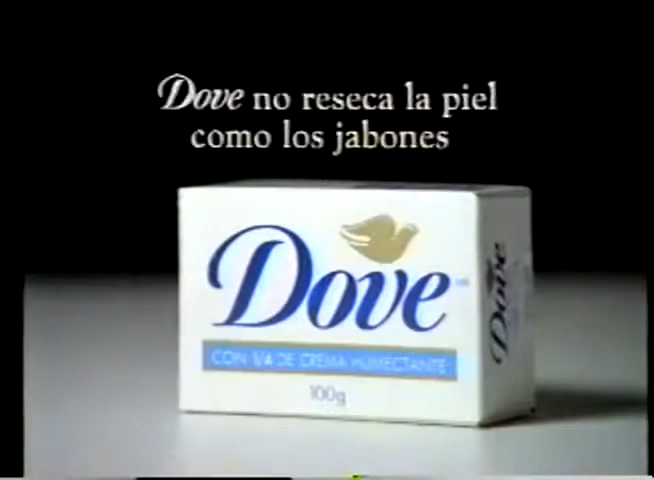 Dove no reseca la piel
como los jabones
Dove
CON 1/4 DE CREMA HUMECTANTE
100g
Dove